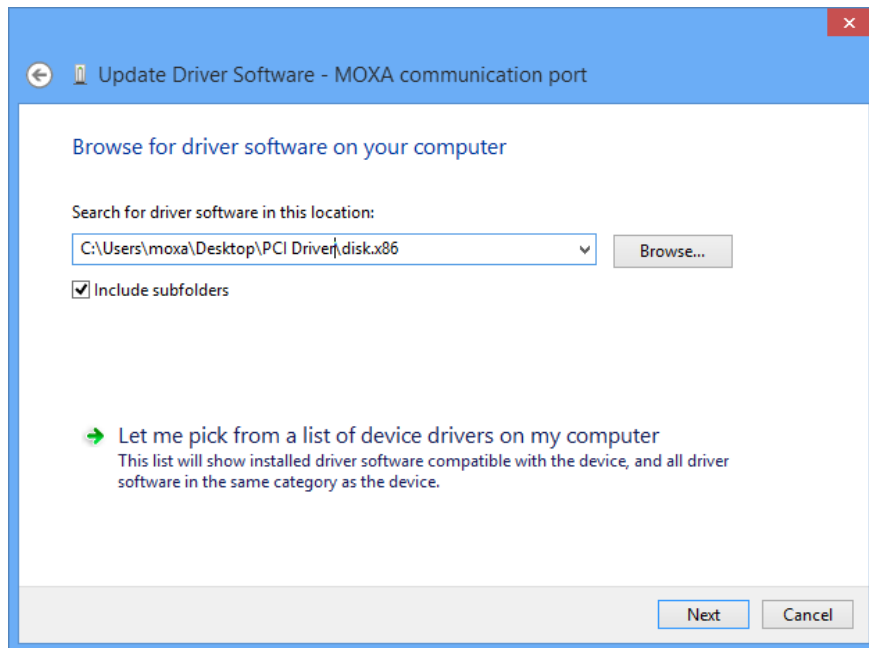 Update Driver Software - MOXA communication port
Browse for driver software on your computer
Search for driver software in this location:
C:\Users\moxa\Desktop\PCI Driver\disk.x86
Browse...
Include subfolders
Let me pick from a list of device drivers on my computer
This list will show installed driver software compatible with the device, and all driver
software in the same category as the device.
Next
Cancel